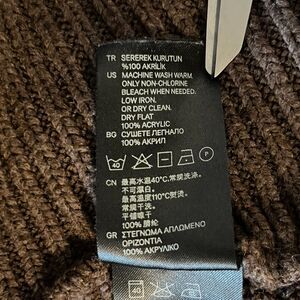 TR SEREREK KURUTUN
%100 AKRİLİK
US MACHINE WASH WARM.
ONLY NON-CHLORINE
BLEACH WHEN NEEDED.
LOW IRON.
OR DRY CLEAN.
DRY FLAT
100% ACRYLIC
BG СУШЕТЕ ЛЕГНАЛО
100% АКРИЛ
40 P
CN 最高水温40°C.常规洗涤.
不可漂白。
最高温度110°C熨烫。
常规干洗。
平铺晾干
100% 腈纶
GR ΣΤΕΓΝΩΜΑ ΑΠΛΩΜΕΝΟ
ΟΡΙΖΟΝΤΙΑ
100% ΑΚΡΥΛΙΚΟ
40